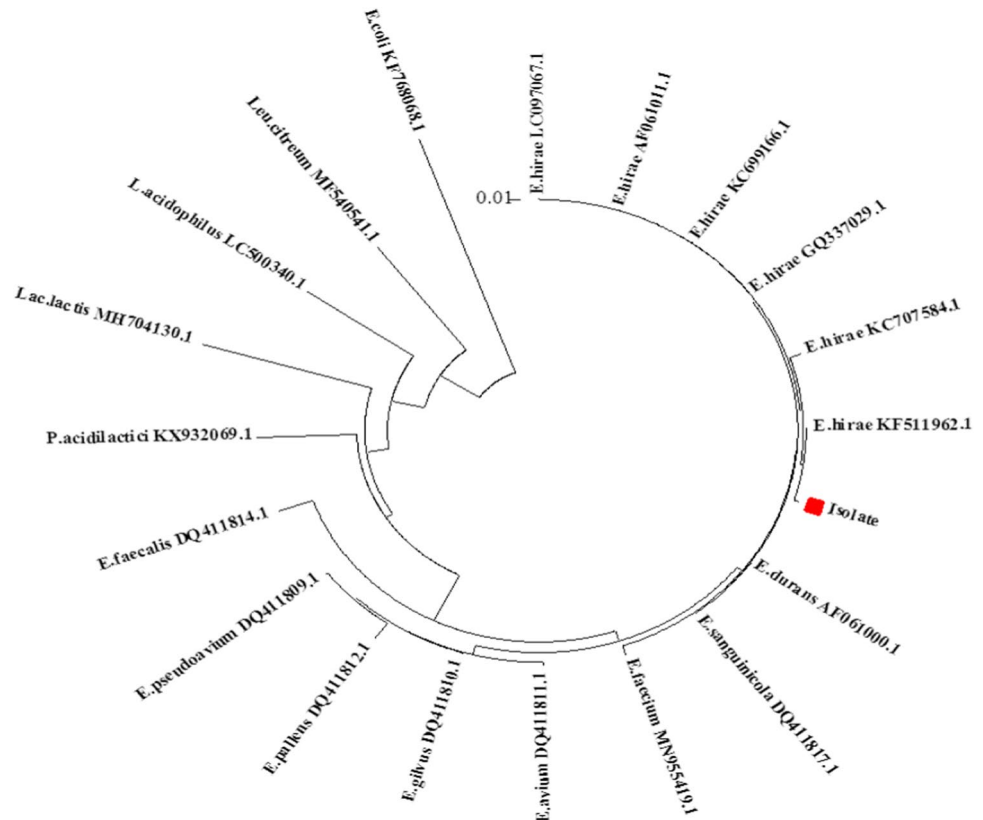 E.coli KF768068.1
Leu.citreum MF540541.1
L.acidophilus LC500340.1
Lac.lactis MH704130.1
P.acidilactici KX932069.1
E.faecalis DQ411814.1
E.pseudoavium DQ411809.1
E.pallens DQ411812.1
E.gilvus DQ411810.1
E.avium DQ411811.1
E.faecium MN955419.1
E.sanguinicola DQ411817.1
E.durans AF061000.1
Isolate
E.hirae KF511962.1
E.hirae KC707584.1
E.hirae GQ337029.1
E.hirae KC699166.1
E.hirae AF061011.1
E.hirae LC097067.1
0.01